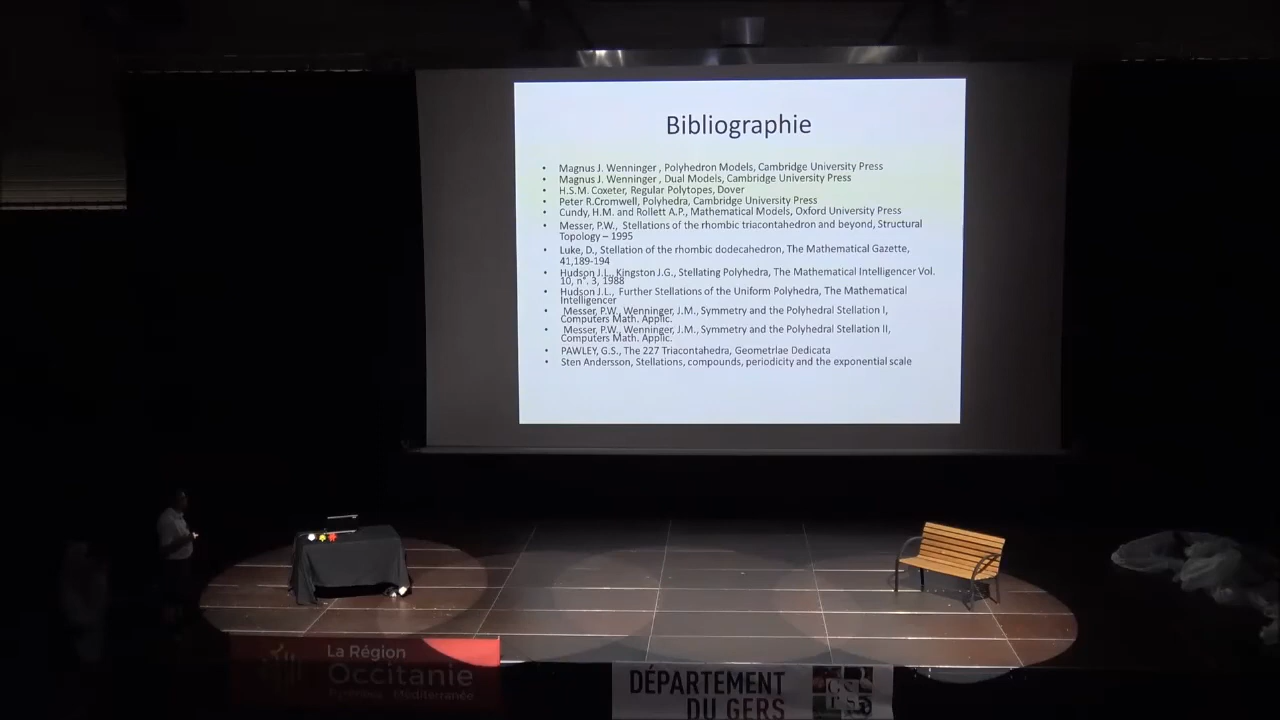 Bibliographie
• Magnus J. Wenninger , Polyhedron Models, Cambridge University Press
• Magnus J. Wenninger , Dual Models, Cambridge University Press
• H.S.M. Coxeter, Regular Polytopes, Dover
• Peter R.Cromwell, Polyhedra, Cambridge University Press
• Cundy, H.M. and Rollett A.P., Mathematical Models, Oxford University Press
• Messer, P.W., Stellations of the rhombic triacontahedron and beyond, Structural
Topology – 1995
• Luke, D., Stellation of the rhombic dodecahedron, The Mathematical Gazette,
41,189-194
• Hudson J.L., Kingston J.G., Stellating Polyhedra, The Mathematical Intelligencer Vol.
10, n°. 3, 1988
• Hudson J.L., Further Stellations of the Uniform Polyhedra, The Mathematical
Intelligencer
• Messer, P.W., Wenninger, J.M., Symmetry and the Polyhedral Stellation I,
Computers Math. Applic.
• Messer, P.W., Wenninger, J.M., Symmetry and the Polyhedral Stellation II,
Computers Math. Applic.
• PAWLEY, G.S., The 227 Triacontahedra, Geometriae Dedicata
• Sten Andersson, Stellations, compounds, periodicity and the exponential scale
La Région
Occitanie
Pyrénées - Méditerranée
DÉPARTEMENT
DU GERS